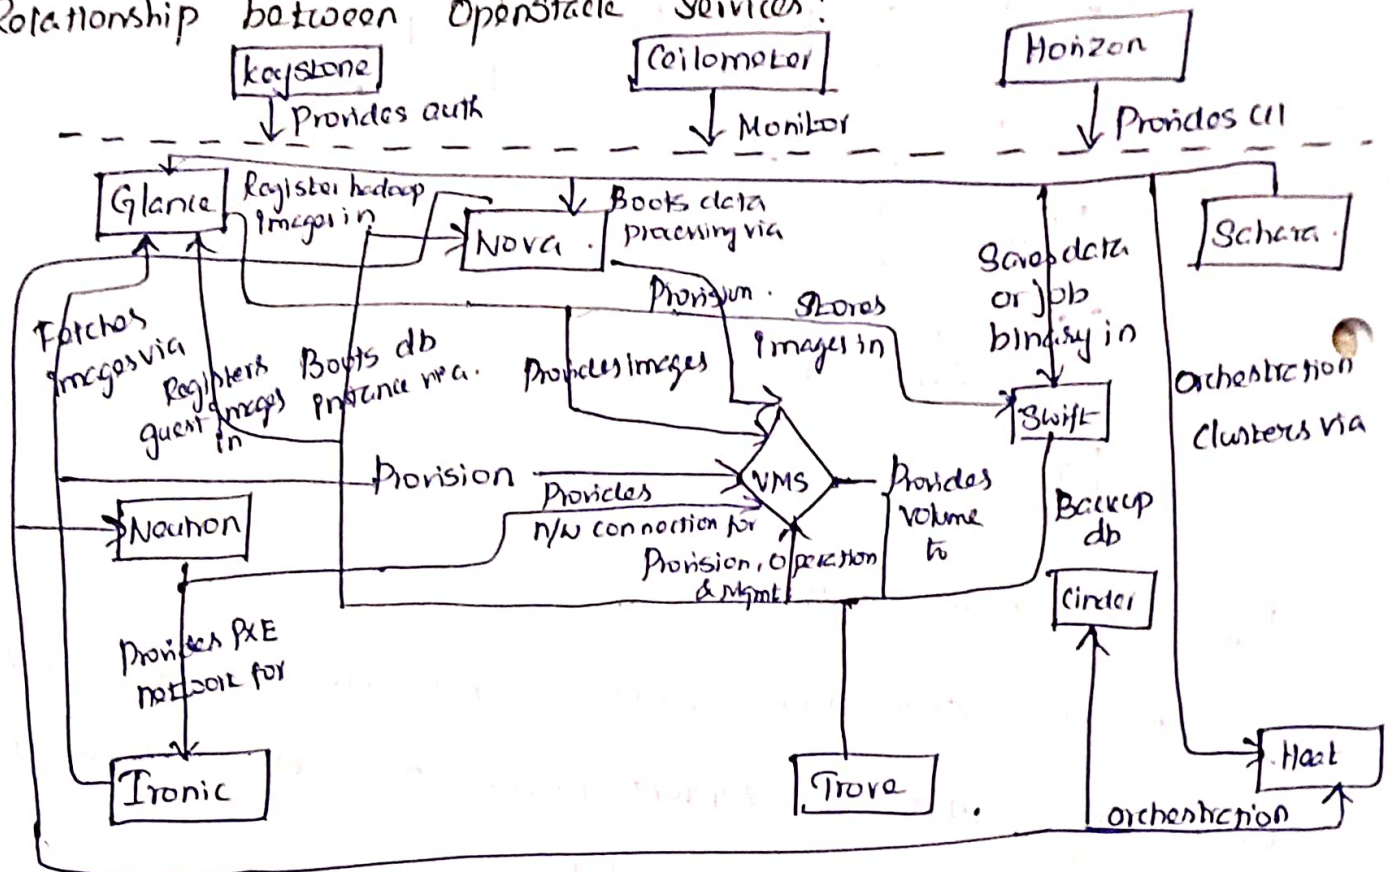 Relationship between Openstack Services:
keystone
Ceilometer
Horizon
Provides auth
Monitor
Provides UI
Glance
Register hadoop
Images in
Nova
Boots data
processing via
Sahara
Saves data
or job
binary in
Provision
Stores
Images in
Fetches
Images via
Registers
guest Images
in
Boots db
instance via
Provides images
Swift
Orchestration
Clusters via
Provision
VMS
Provides
n/w connection for
Provides
Volume
to
Backup
db
Neutron
Provision, Operation
& Mgmt
Cinder
Provides PXE
network for
Ironic
Trove
Heat
Orchestration